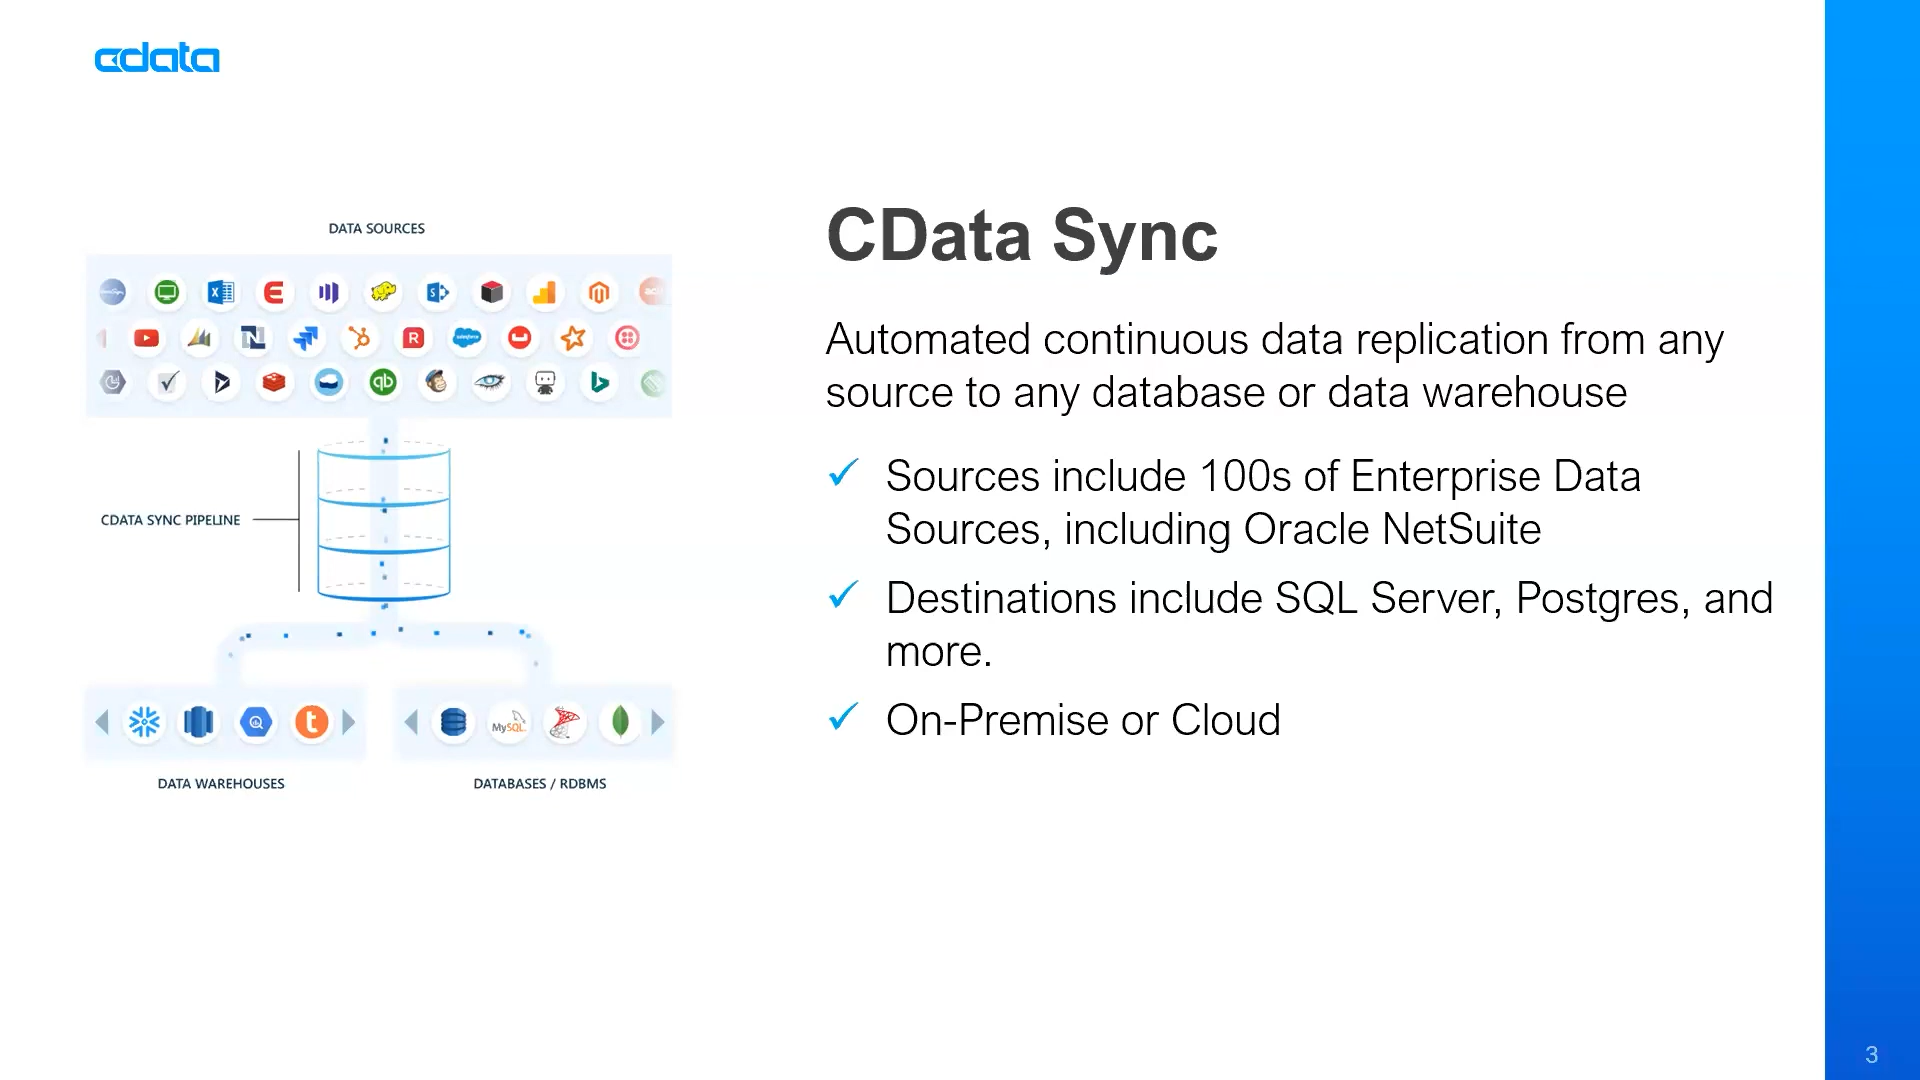 cdata
DATA SOURCES
CDATA SYNC PIPELINE
MySQL
DATA WAREHOUSES
DATABASES / RDBMS
CData Sync
Automated continuous data replication from any
source to any database or data warehouse
Sources include 100s of Enterprise Data
Sources, including Oracle NetSuite
Destinations include SQL Server, Postgres, and
more.
On-Premise or Cloud
3